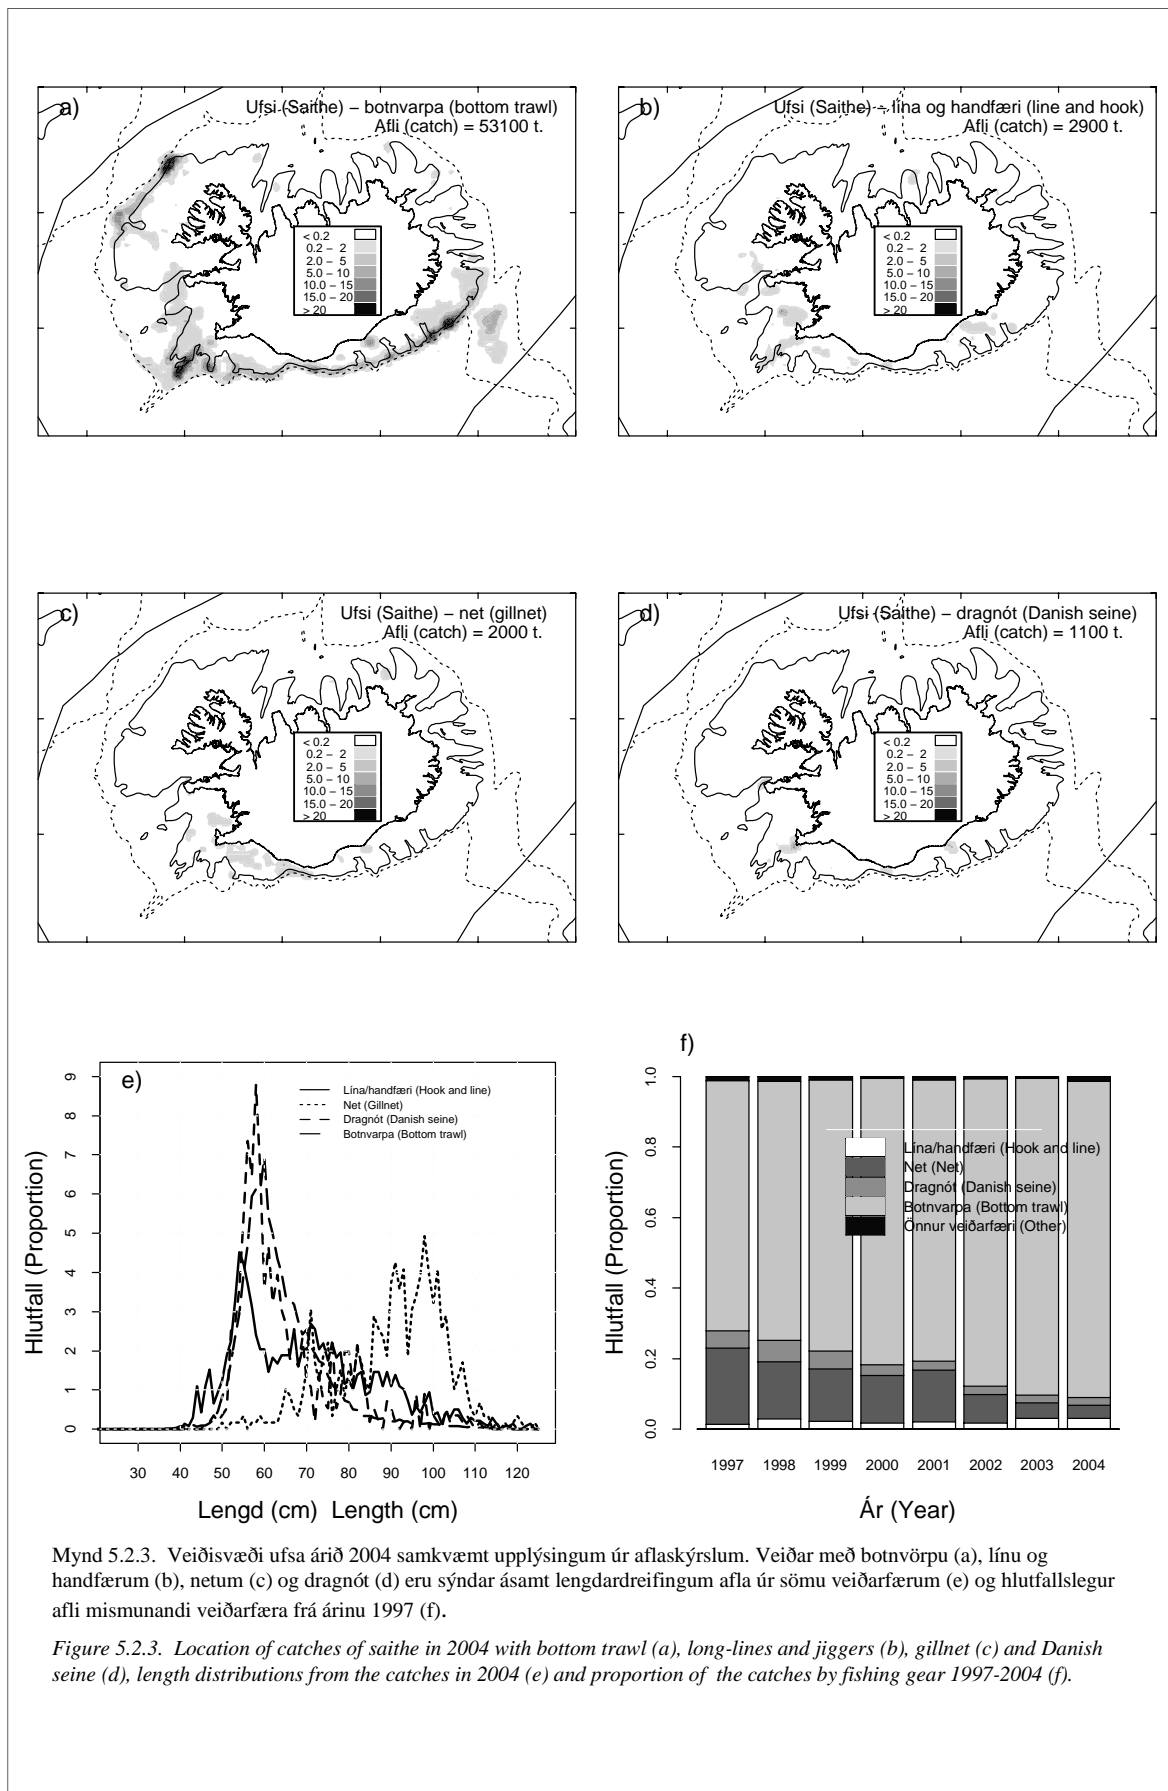 a)
Ufsi (Saithe) – botnvarpa (bottom trawl)
Afli (catch) = 53100 t.
< 0.2
0.2 – 2
2.0 – 5
5.0 – 10
10.0 – 15
15.0 – 20
> 20
b)
Ufsi (Saithe) – lína og handfæri (line and hook)
Afli (catch) = 2900 t.
< 0.2
0.2 – 2
2.0 – 5
5.0 – 10
10.0 – 15
15.0 – 20
> 20
c)
Ufsi (Saithe) – net (gillnet)
Afli (catch) = 2000 t.
< 0.2
0.2 – 2
2.0 – 5
5.0 – 10
10.0 – 15
15.0 – 20
> 20
d)
Ufsi (Saithe) – dragnót (Danish seine)
Afli (catch) = 1100 t.
< 0.2
0.2 – 2
2.0 – 5
5.0 – 10
10.0 – 15
15.0 – 20
> 20
e)
Lína/handfæri (Hook and line)
Net (Gillnet)
Dragnót (Danish seine)
Botnvarpa (Bottom trawl)
Hlutfall (Proportion)
9
8
7
6
5
4
3
2
1
0
30 40 50 60 70 80 90 100 110 120
Lengd (cm) Length (cm)
f)
Hlutfall (Proportion)
1.0
0.8
0.6
0.4
0.2
0.0
Lína/handfæri (Hook and line)
Net (Net)
Dragnót (Danish seine)
Botnvarpa (Bottom trawl)
Önnur veiðarfæri (Other)
1997 1998 1999 2000 2001 2002 2003 2004
Ár (Year)
Mynd 5.2.3. Veiðisvæði ufsa árið 2004 samkvæmt upplýsingum úr aflaskýrslum. Veiðar með botnvörpu (a), línu og
handfærum (b), netum (c) og dragnót (d) eru sýndar ásamt lengdardreifingum afla úr sömu veiðarfærum (e) og hlutfallslegur
afli mismunandi veiðarfæra frá árinu 1997 (f).
Figure 5.2.3. Location of catches of saithe in 2004 with bottom trawl (a), long-lines and jiggers (b), gillnet (c) and Danish
seine (d), length distributions from the catches in 2004 (e) and proportion of the catches by fishing gear 1997-2004 (f).